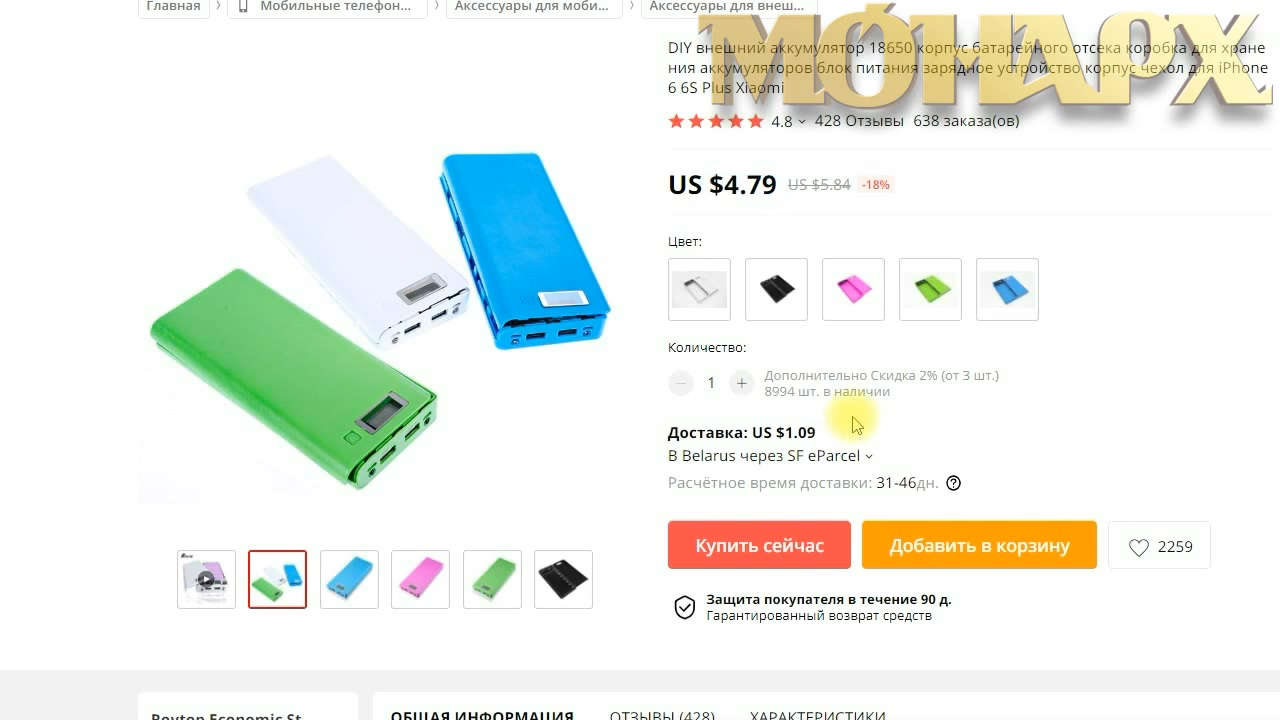 Главная
Мобильные телефон...
Аксессуары для моби...
Аксессуары для внеш...
МОНАРХ
DIY внешний аккумулятор 18650 корпус батарейного отсека коробка для хране
ния аккумуляторов блок питания зарядное устройство корпус чехол для iPhone
6 6S Plus Xiaomi
4.8 428 Отзывы 638 заказа(ов)
US $4.79 US $5.84 -18%
Цвет:
Количество:
1
Дополнительно Скидка 2% (от 3 шт.)
8994 шт. в наличии
Доставка: US $1.09
В Belarus через SF eParcel
Расчётное время доставки: 31-46дн.
Купить сейчас
Добавить в корзину
2259
Защита покупателя в течение 90 д.
Гарантированный возврат средств
Poyton Economic St
ОБЩАЯ ИНФОРМАЦИЯ
ОТЗЫВЫ (428)
ХАРАКТЕРИСТИКИ